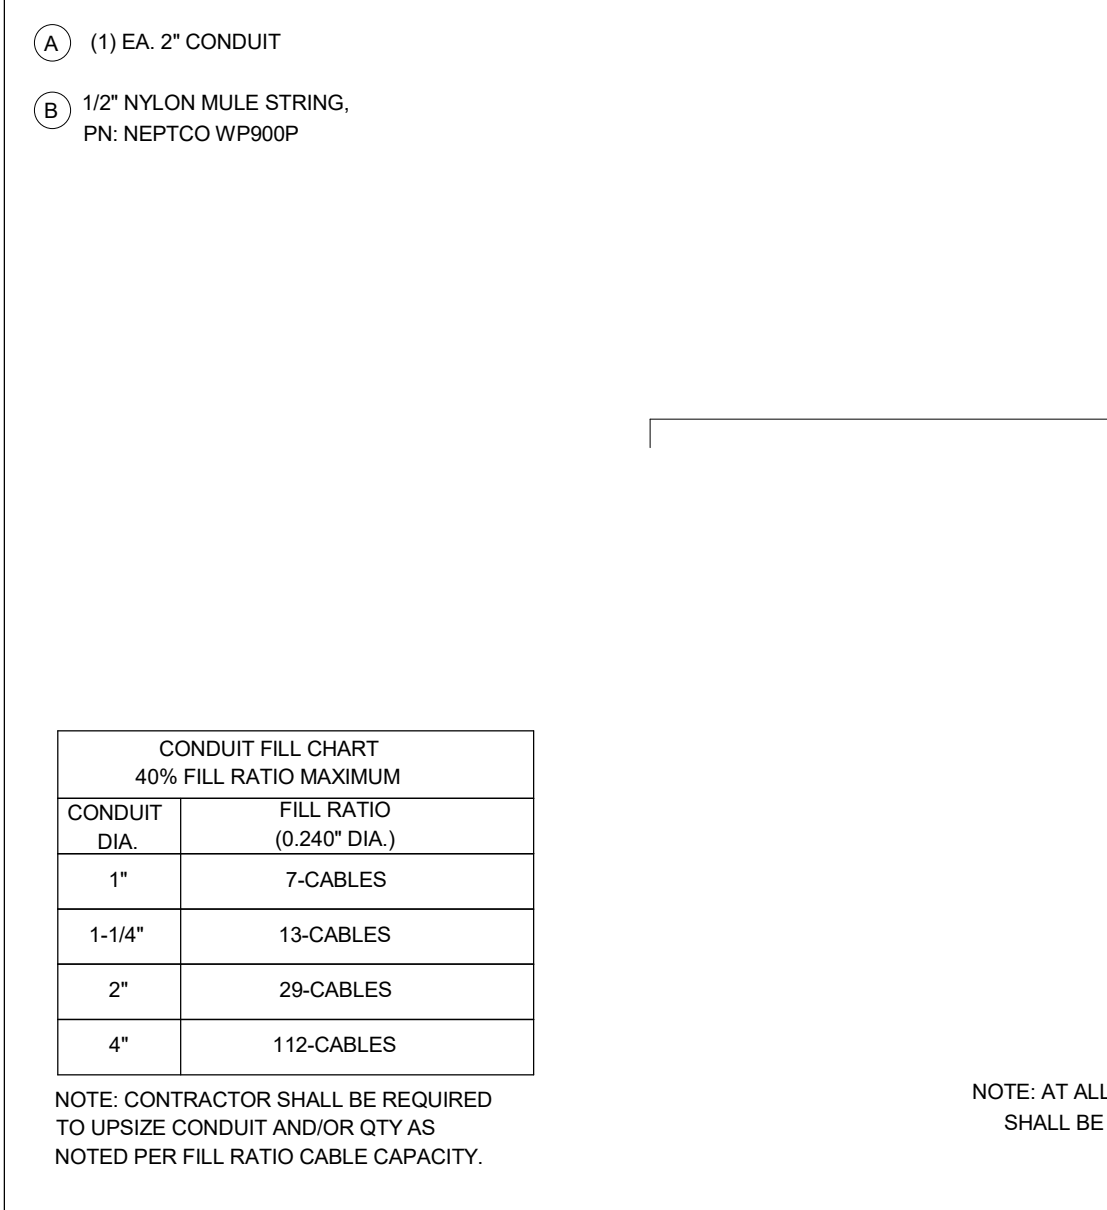 A (1) EA. 2" CONDUIT
B 1/2" NYLON MULE STRING,
PN: NEPTCO WP900P
CONDUIT FILL CHART
40% FILL RATIO MAXIMUM
CONDUIT DIA. FILL RATIO (0.240" DIA.)
1" 7-CABLES
1-1/4" 13-CABLES
2" 29-CABLES
4" 112-CABLES
NOTE: CONTRACTOR SHALL BE REQUIRED
TO UPSIZE CONDUIT AND/OR QTY AS
NOTED PER FILL RATIO CABLE CAPACITY.
NOTE: AT ALL
SHALL BE